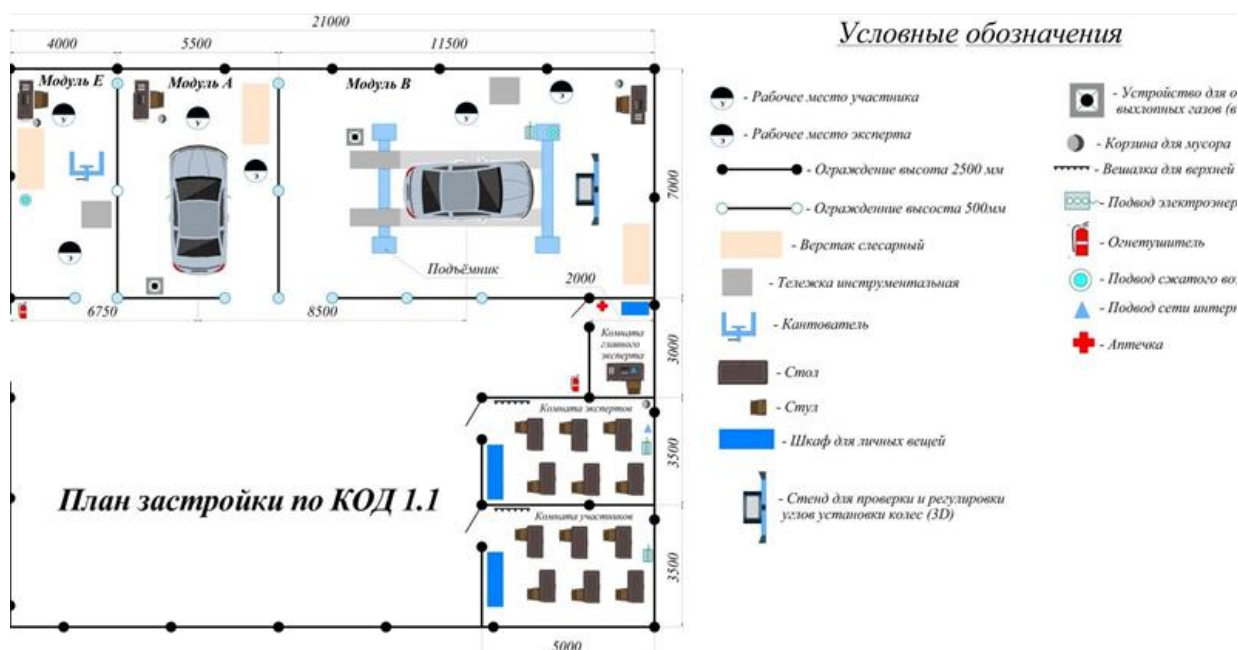 21000
4000
5500
11500
Модуль E
Модуль A
Модуль B
у
э
у
э
у
э
э
7000
Подъёмник
2000
6750
8500
Комната
главного
эксперта
3000
Комната экспертов
3500
План застройки по КОД 1.1
Комната участников
3500
5000
Условные обозначения
у - Рабочее место участника
э - Рабочее место эксперта
- Ограждение высота 2500 мм
- Огражденние высоста 500мм
- Верстак слесарный
- Тележка инструментальная
- Кантователь
- Стол
- Стул
- Шкаф для личных вещей
- Стенд для проверки и регулировки
углов установки колес (3D)
- Устройство для о
выхлопных газов (в
- Корзина для мусора
- Вешалка для верхней
- Подвод электроэнер
- Огнетушитель
- Подвод сжатого воз
- Подвод сети интерн
- Аптечка